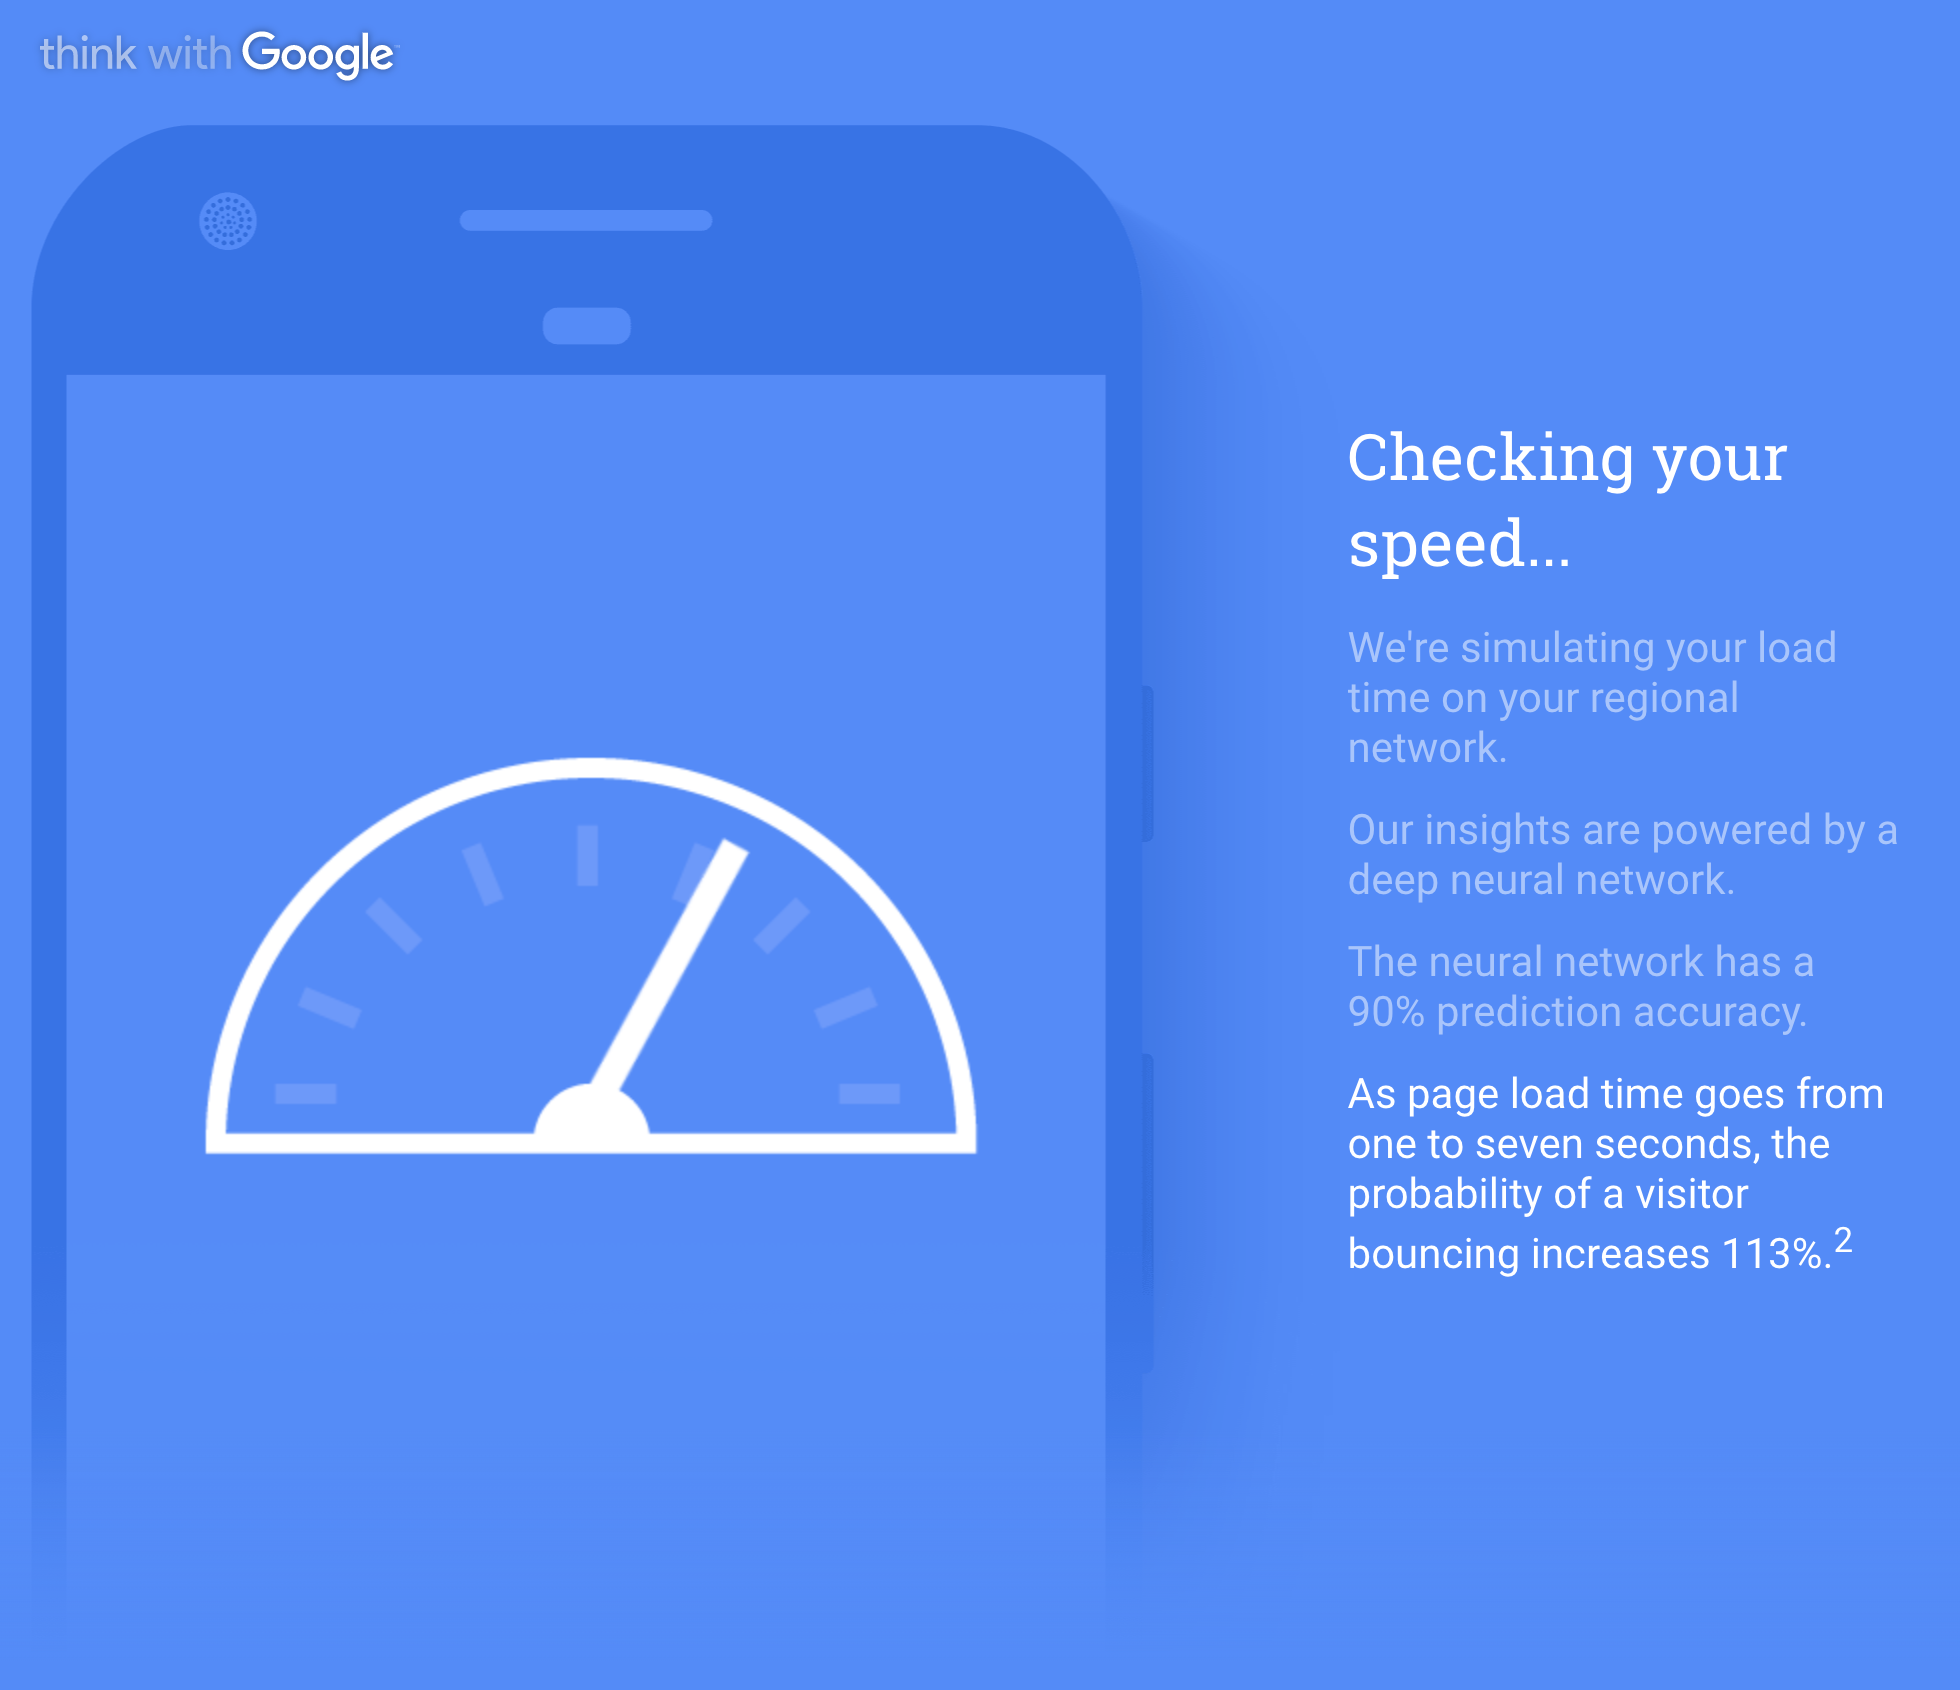 think with Google
Checking your
speed...
We're simulating your load
time on your regional
network.
Our insights are powered by a
deep neural network.
The neural network has a
90% prediction accuracy.
As page load time goes from
one to seven seconds, the
probability of a visitor
bouncing increases 113%.²